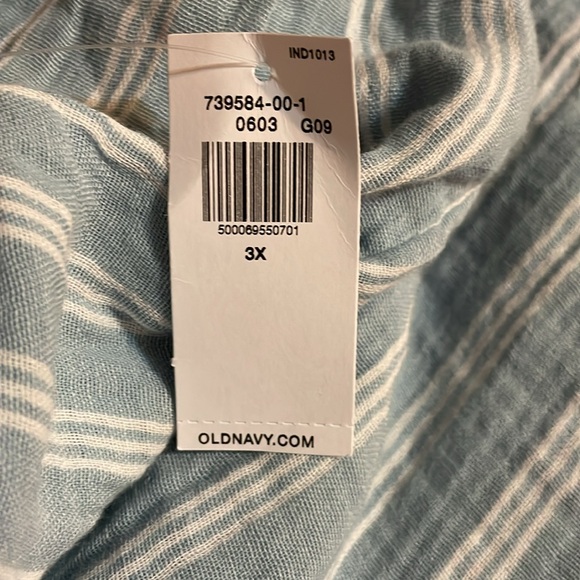 IND1013
739584-00-1
0603 G09
500069550701
3X
OLDNAVY.COM